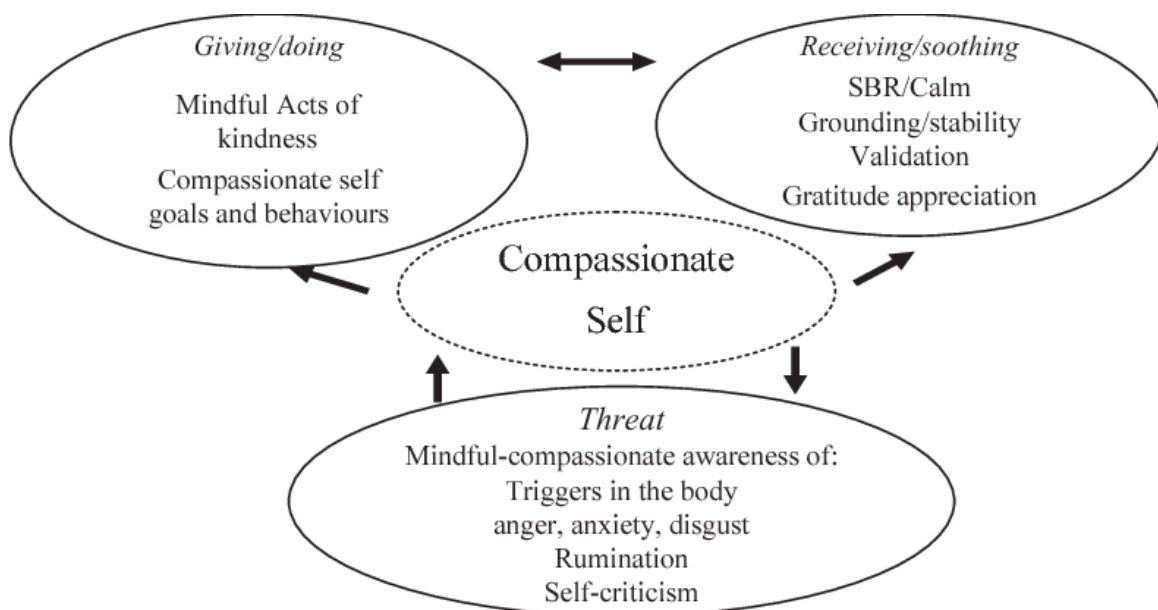 Giving/doing
Mindful Acts of
kindness
Compassionate self
goals and behaviours
Receiving/soothing
SBR/Calm
Grounding/stability
Validation
Gratitude appreciation
Compassionate
Self
Threat
Mindful-compassionate awareness of:
Triggers in the body
anger, anxiety, disgust
Rumination
Self-criticism